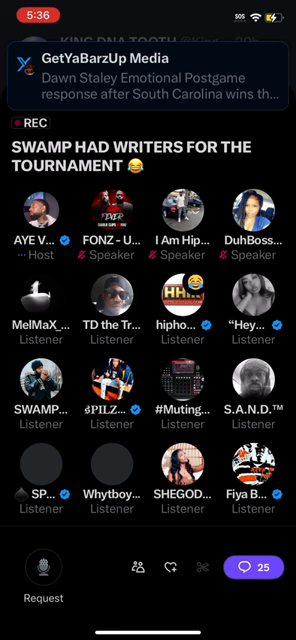 5:36
SOS
KING DNA TOOTH @King... 20h
GetYaBarzUp Media
Dawn Staley Emotional Postgame
response after South Carolina wins th...
REC
SWAMP HAD WRITERS FOR THE
TOURNAMENT 😂
AYE V... FONZ - U... I Am Hip... DuhBoss...
Host Speaker Speaker Speaker
MelMaX_... TD the Tr... hipho... “Hey...
Listener Listener Listener Listener
SWAMP... $PILZ... #Muting... S.A.N.D.™
Listener Listener Listener Listener
♠ SP... Whytboy... SHEGOD... Fiya B...
Listener Listener Listener Listener
25
Request